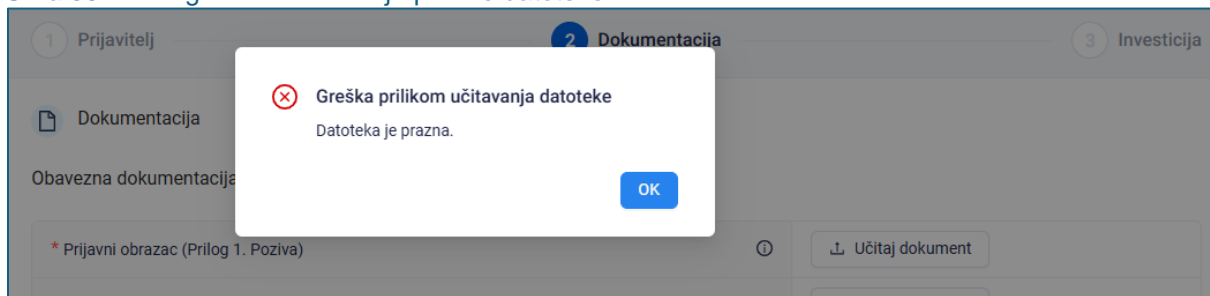 1 Prijavitelj
2 Dokumentacija
3 Investicija
Greška prilikom učitavanja datoteke
Datoteka je prazna.
OK
Dokumentacija
Obavezna dokumentacija
* Prijavni obrazac (Prilog 1. Poziva)
Učitaj dokument